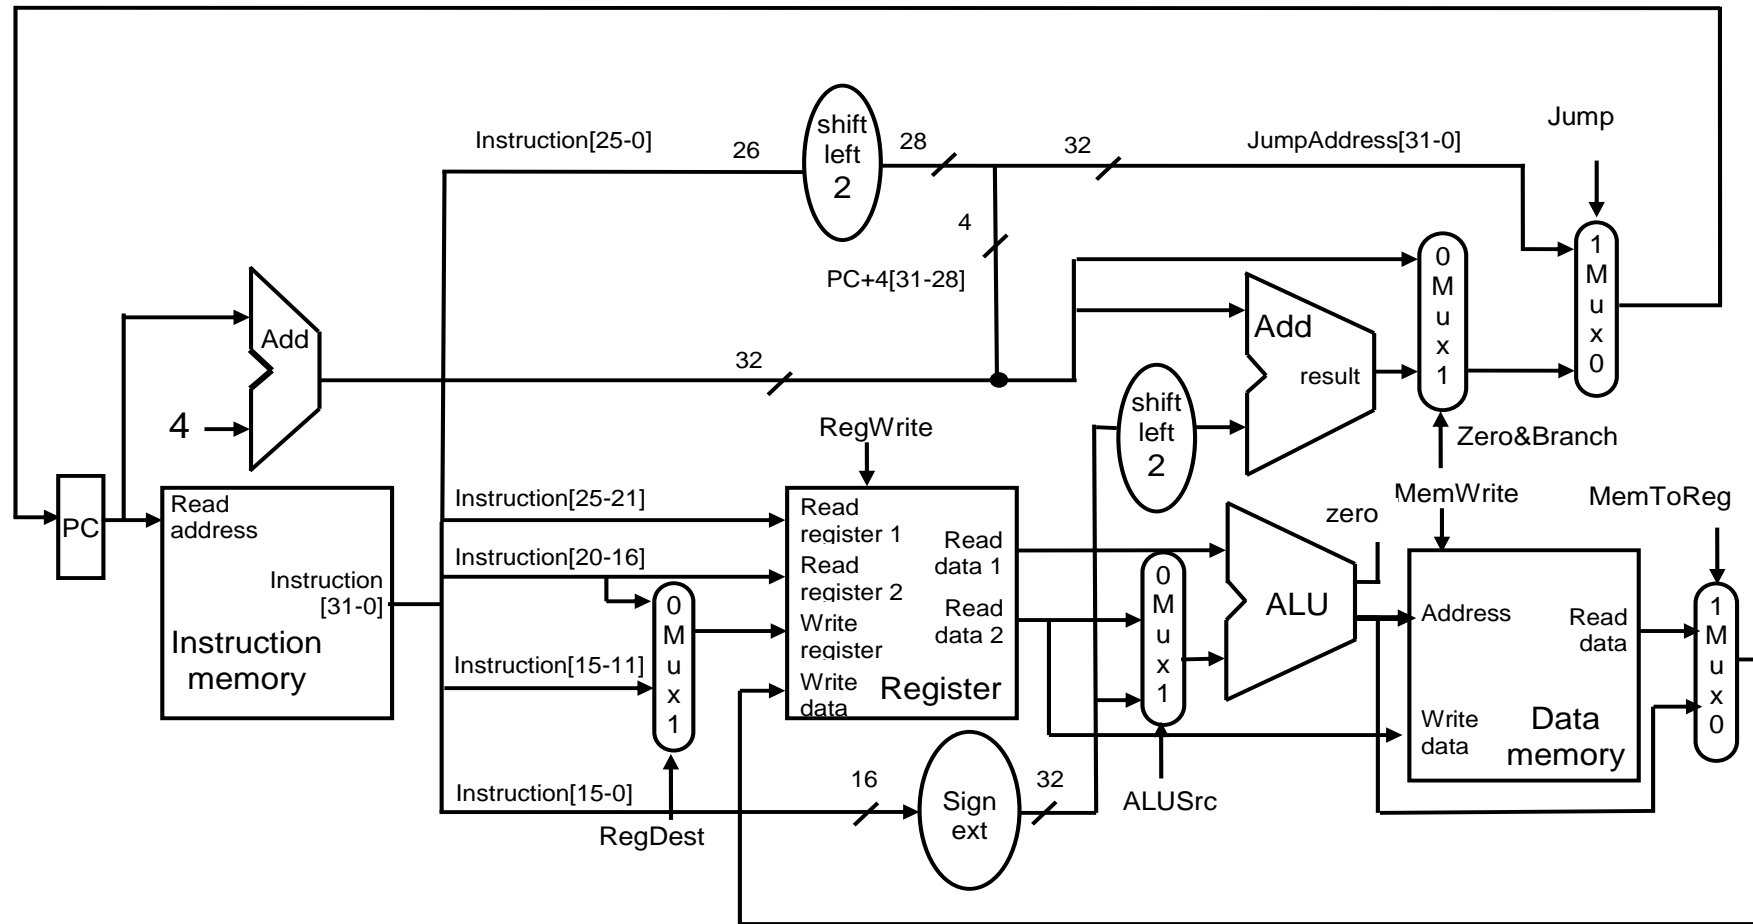 Jump
shift
left
2
Instruction[25-0]
26
28
32
JumpAddress[31-0]
4
PC+4[31-28]
1
M
u
x
0
0
M
u
x
1
Add
4
32
Add
result
shift
left
2
Zero&Branch
RegWrite
MemWrite
MemToReg
zero
PC
Read
address
Instruction
[31-0]
Instruction
memory
Instruction[25-21]
Instruction[20-16]
Instruction[15-11]
Instruction[15-0]
0
M
u
x
1
RegDest
Read
register 1
Read
register 2
Write
register
Write
data
Read
data 1
Read
data 2
Register
16
Sign
ext
32
0
M
u
x
1
ALUSrc
ALU
Address
Read
data
Write
data
Data
memory
1
M
u
x
0